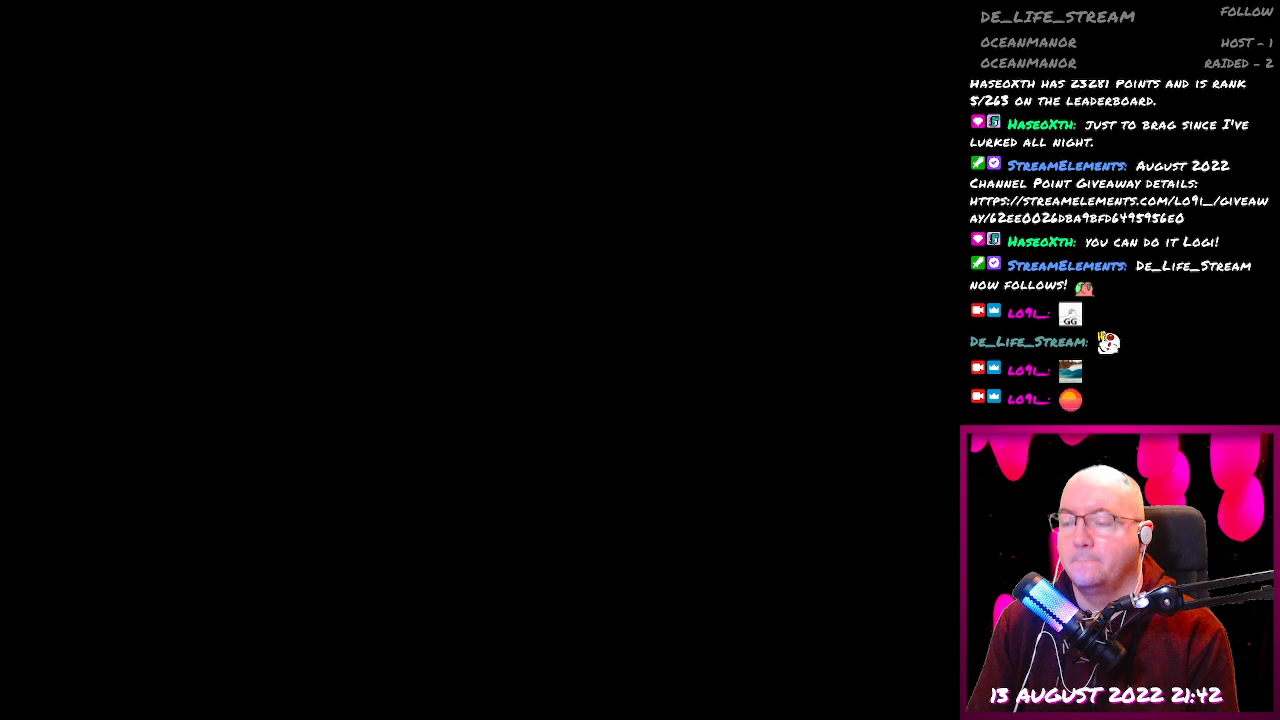 DE_LIFE_STREAM FOLLOW
OCEANMANOR HOST - 1
OCEANMANOR RAIDED - 2
HASEOXTH HAS 23281 POINTS AND IS RANK
5/263 ON THE LEADERBOARD.
HASEOXTH: JUST TO BRAG SINCE I'VE
LURKED ALL NIGHT.
STREAMELEMENTS: AUGUST 2022
CHANNEL POINT GIVEAWAY DETAILS:
HTTPS://STREAMELEMENTS.COM/LO9I_/GIVEAW
AY/62EE0026DBA9BFD6495956E0
HASEOXTH: YOU CAN DO IT LOGI!
STREAMELEMENTS: DE_LIFE_STREAM
NOW FOLLOWS!
LO9I_: GG
DE_LIFE_STREAM:
LO9I_:
LO9I_:
13 AUGUST 2022 21:42